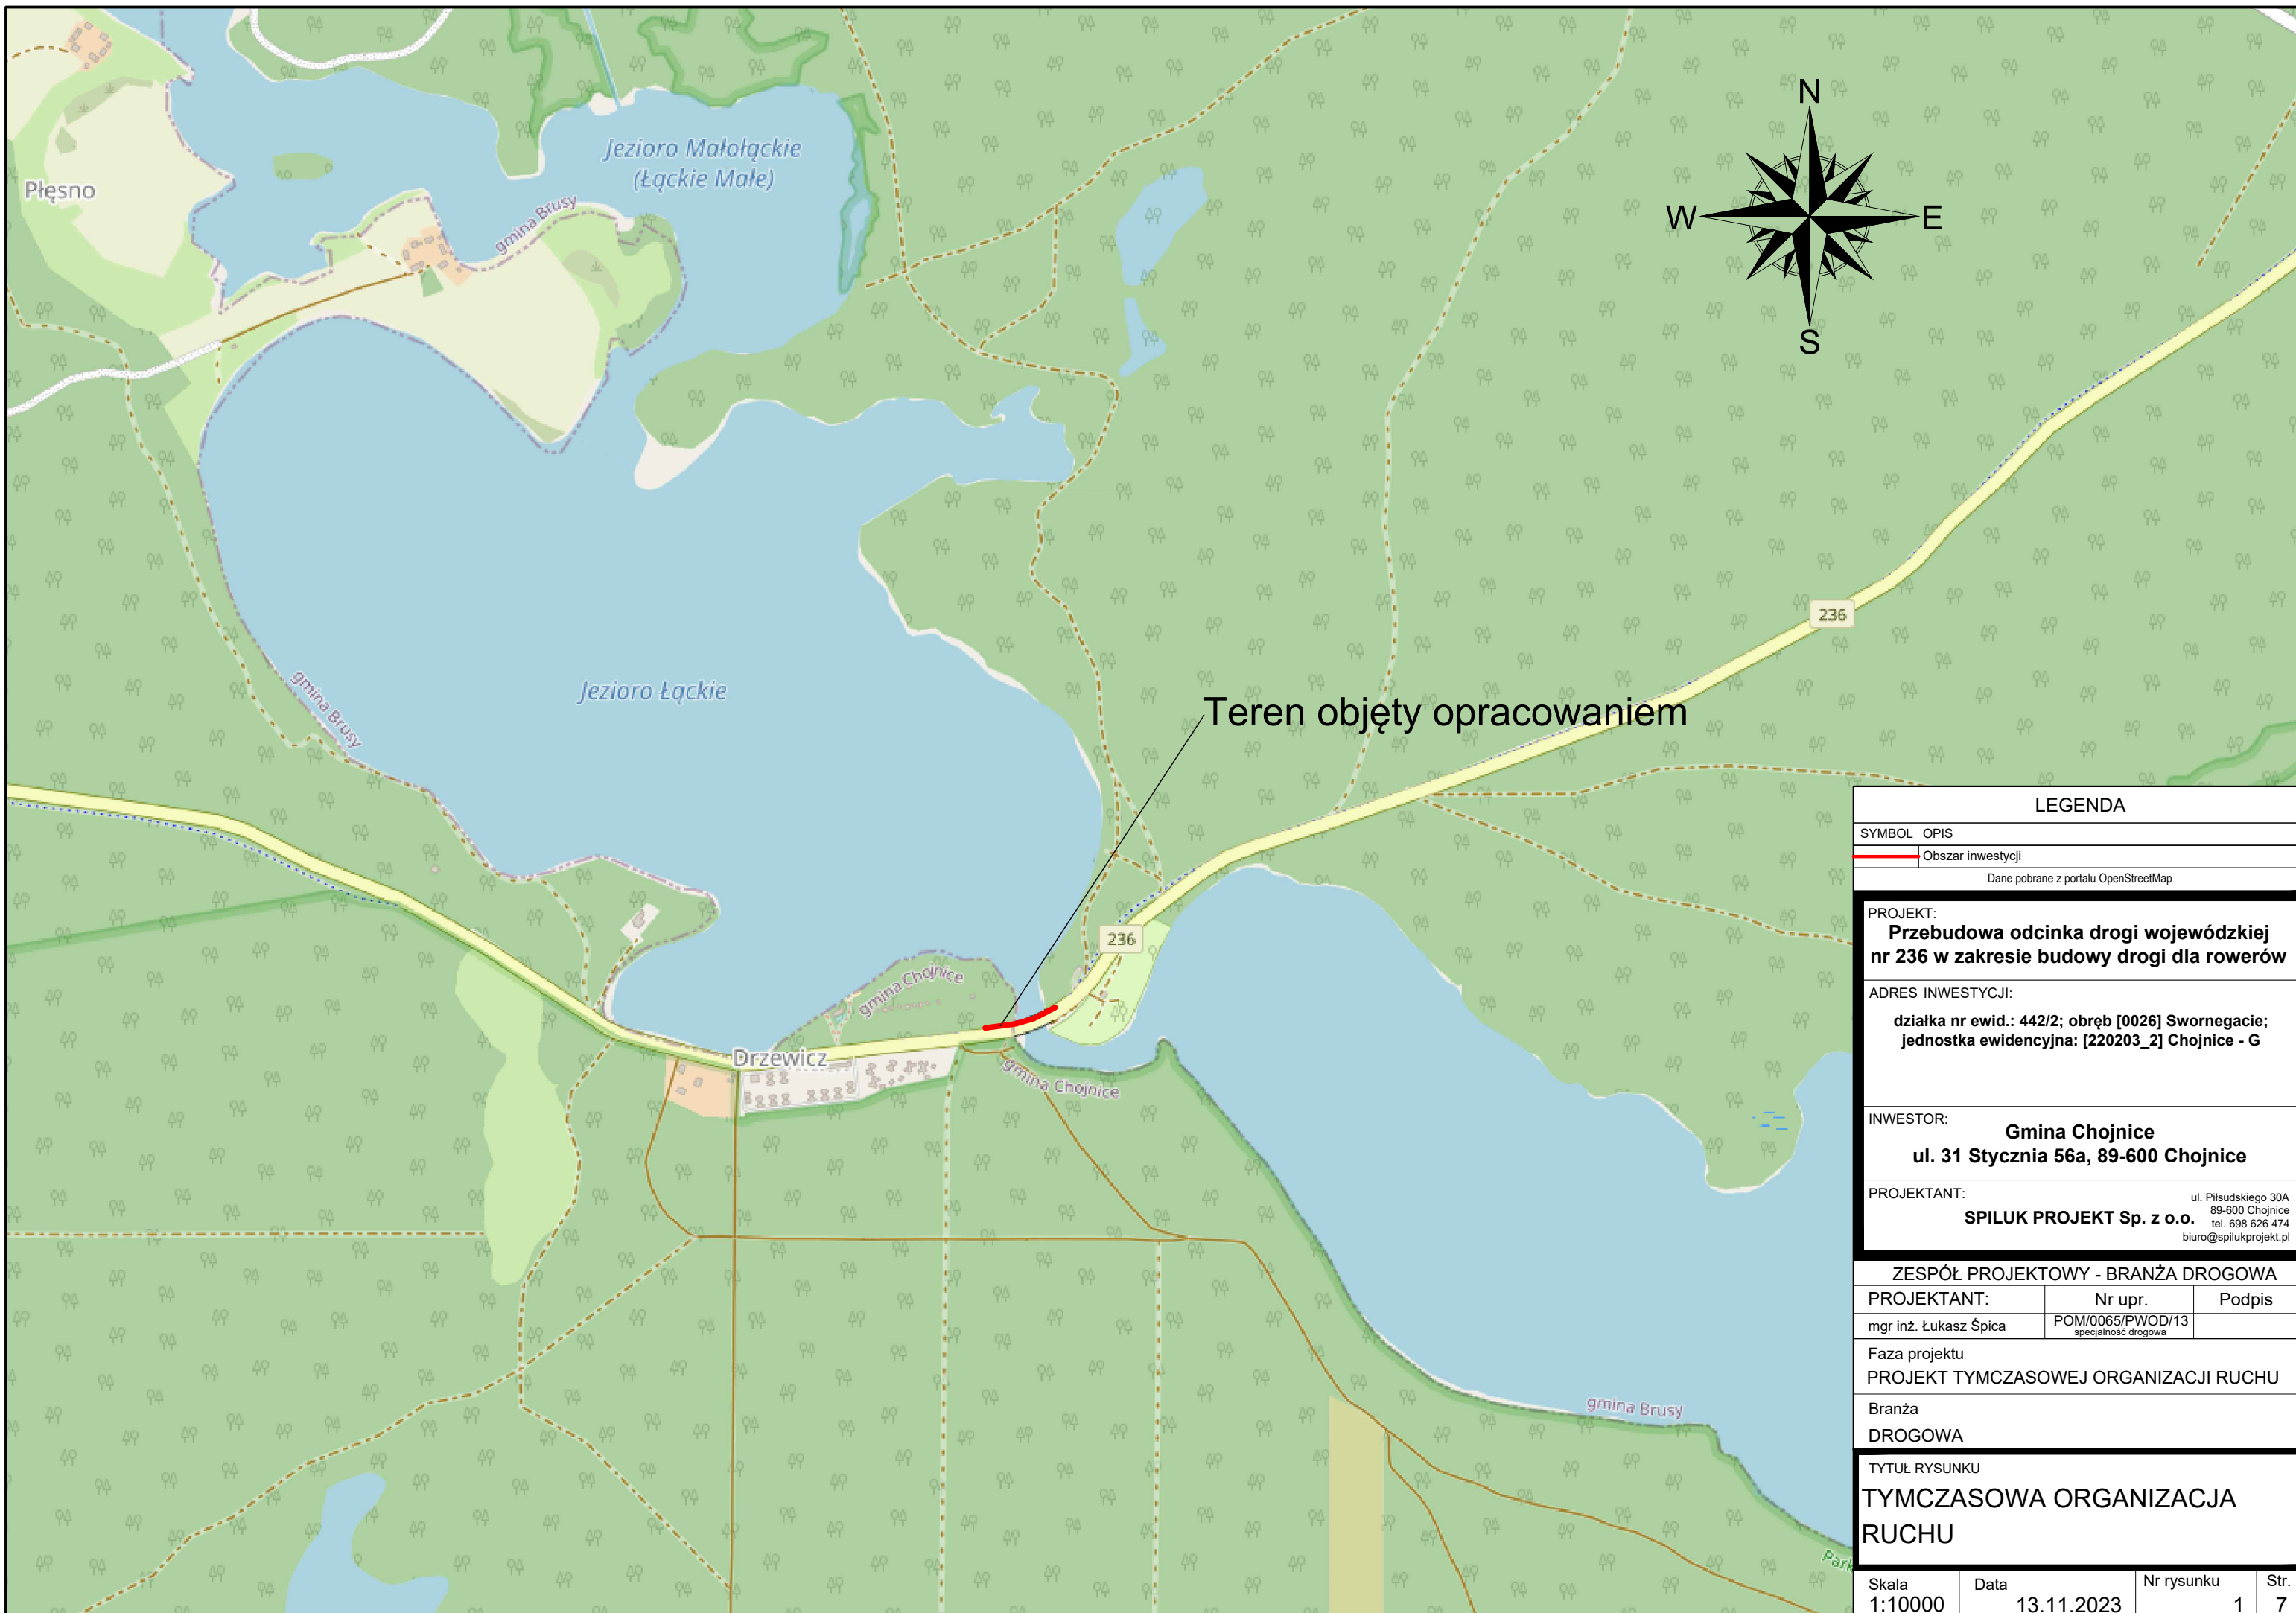 Jezioro Małołąckie
(Łąckie Małe)
Płęsno
gmina Brusy
N
W
E
S
236
Jezioro Łąckie
gmina Brusy
Teren objęty opracowaniem
236
gmina Chojnice
Drzewicz
gmina Chojnice
gmina Brusy
Park
LEGENDA
SYMBOL OPIS
Obszar inwestycji
Dane pobrane z portalu OpenStreetMap
PROJEKT:
Przebudowa odcinka drogi wojewódzkiej
nr 236 w zakresie budowy drogi dla rowerów
ADRES INWESTYCJI:
działka nr ewid.: 442/2; obręb [0026] Swornegacie;
jednostka ewidencyjna: [220203_2] Chojnice - G
INWESTOR:
Gmina Chojnice
ul. 31 Stycznia 56a, 89-600 Chojnice
PROJEKTANT:
SPILUK PROJEKT Sp. z o.o.
ul. Piłsudskiego 30A
89-600 Chojnice
tel. 698 626 474
biuro@spilukprojekt.pl
ZESPÓŁ PROJEKTOWY - BRANŻA DROGOWA
PROJEKTANT: Nr upr. Podpis
mgr inż. Łukasz Śpica POM/0065/PWOD/13
specjalność drogowa
Faza projektu
PROJEKT TYMCZASOWEJ ORGANIZACJI RUCHU
Branża
DROGOWA
TYTUŁ RYSUNKU
TYMCZASOWA ORGANIZACJA
RUCHU
Skala Data Nr rysunku Str.
1:10000 13.11.2023 1 7